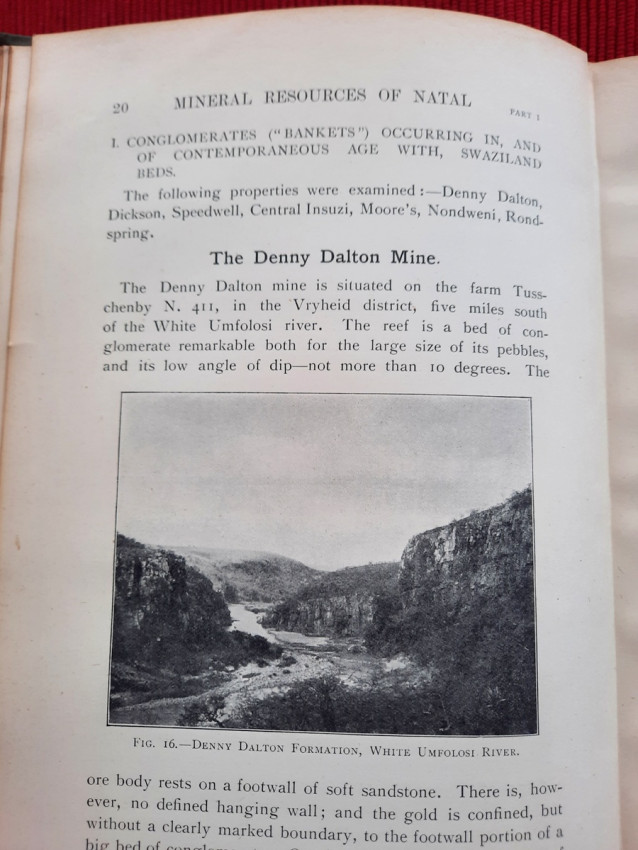 20 MINERAL RESOURCES OF NATAL
PART I
I. CONGLOMERATES ("BANKETS") OCCURRING IN, AND
OF CONTEMPORANEOUS AGE WITH, SWAZILAND
BEDS.
The following properties were examined:—Denny Dalton,
Dickson, Speedwell, Central Insuzi, Moore's, Nondweni, Rond-
spring.
The Denny Dalton Mine.
The Denny Dalton mine is situated on the farm Tuss-
chenby N. 411, in the Vryheid district, five miles south
of the White Umfolosi river. The reef is a bed of con-
glomerate remarkable both for the large size of its pebbles,
and its low angle of dip—not more than 10 degrees. The
FIG. 16.—DENNY DALTON FORMATION, WHITE UMFOLOSI RIVER.
ore body rests on a footwall of soft sandstone. There is, how-
ever, no defined hanging wall; and the gold is confined, but
without a clearly marked boundary, to the footwall portion of a
big bed of